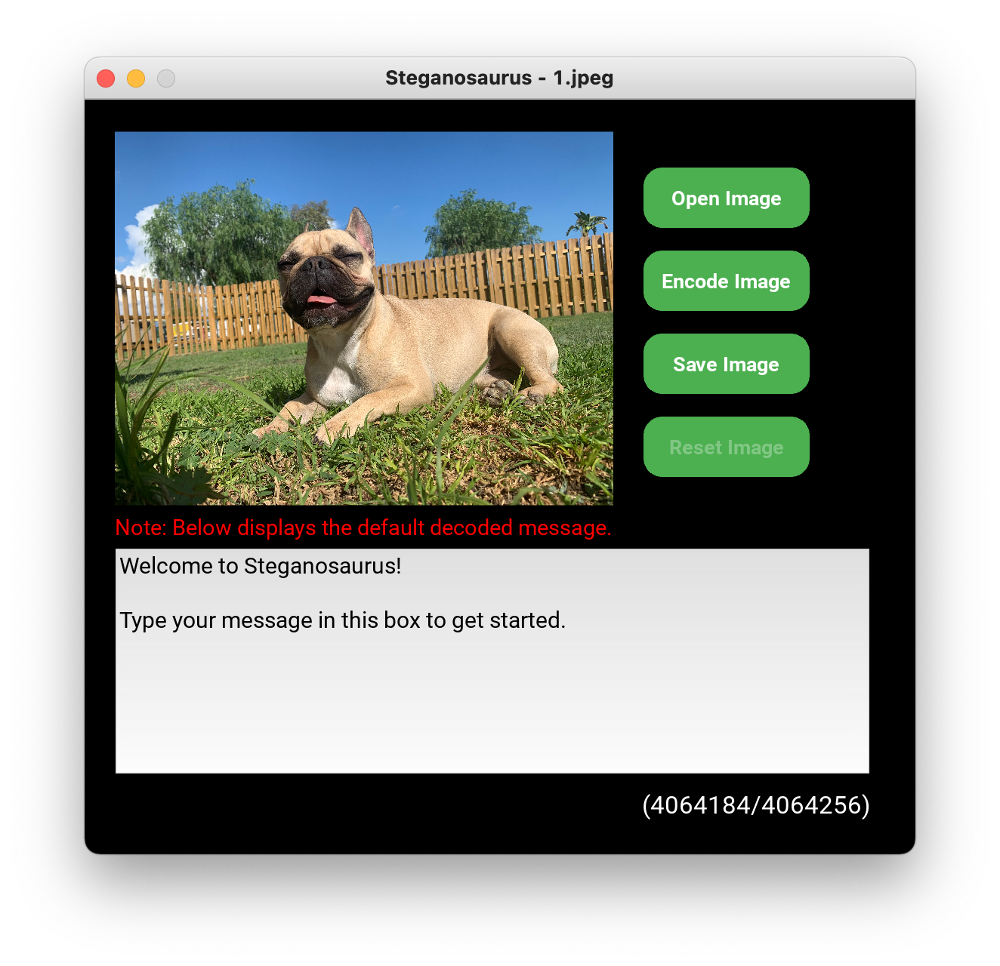 Steganosaurus - 1.jpeg
Open Image
Encode Image
Save Image
Reset Image
Note: Below displays the default decoded message.
Welcome to Steganosaurus!
Type your message in this box to get started.
(4064184/4064256)